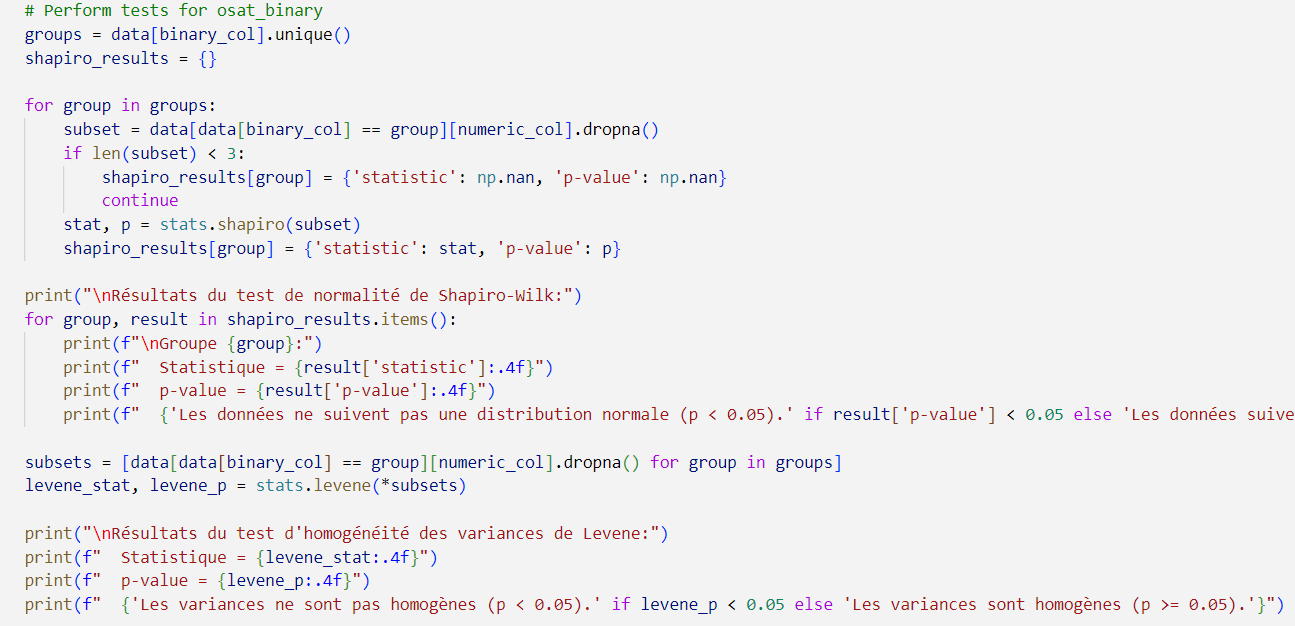 # Perform tests for osat_binary
groups = data[binary_col].unique()
shapiro_results = {}
for group in groups:
    subset = data[data[binary_col] == group][numeric_col].dropna()
    if len(subset) < 3:
        shapiro_results[group] = {'statistic': np.nan, 'p-value': np.nan}
        continue
    stat, p = stats.shapiro(subset)
    shapiro_results[group] = {'statistic': stat, 'p-value': p}
print("\nRésultats du test de normalité de Shapiro-Wilk:")
for group, result in shapiro_results.items():
    print(f"\nGroupe {group}:")
    print(f"  Statistique = {result['statistic']:.4f}")
    print(f"  p-value = {result['p-value']:.4f}")
    print(f"  {'Les données ne suivent pas une distribution normale (p < 0.05).' if result['p-value'] < 0.05 else 'Les données suive
subsets = [data[data[binary_col] == group][numeric_col].dropna() for group in groups]
levene_stat, levene_p = stats.levene(*subsets)
print("\nRésultats du test d'homogénéité des variances de Levene:")
print(f"  Statistique = {levene_stat:.4f}")
print(f"  p-value = {levene_p:.4f}")
print(f"  {'Les variances ne sont pas homogènes (p < 0.05).' if levene_p < 0.05 else 'Les variances sont homogènes (p >= 0.05).'}")